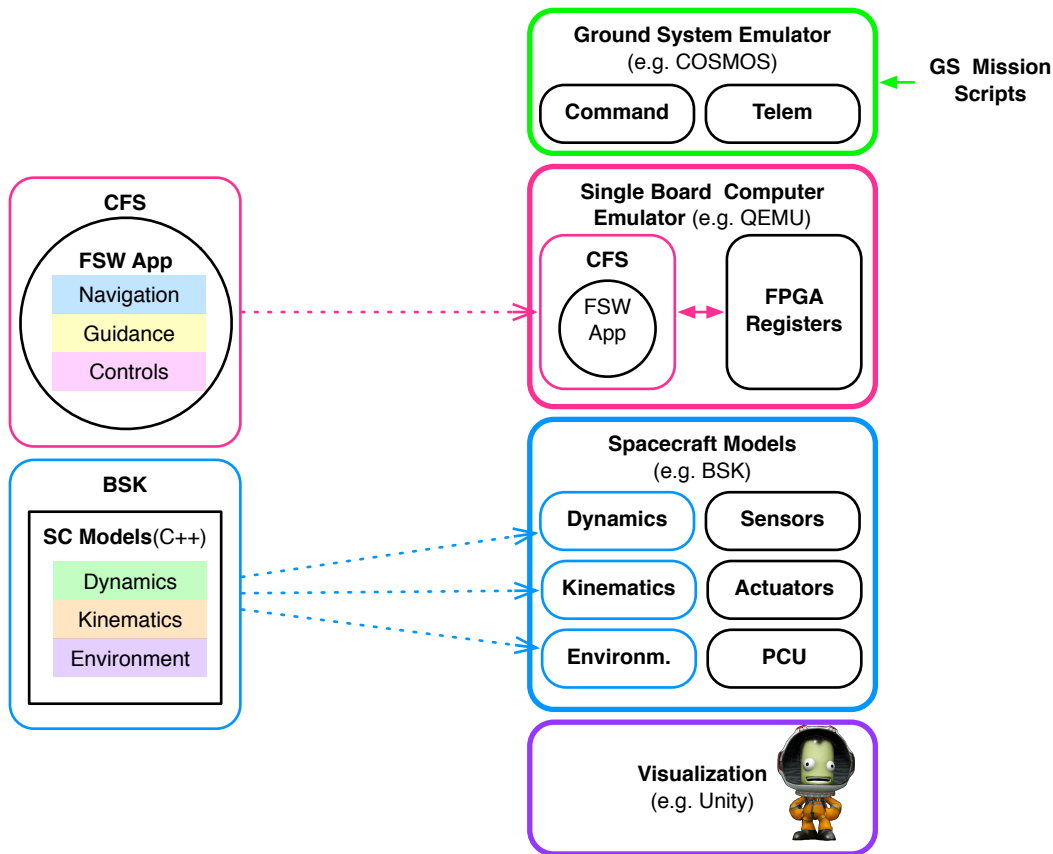 Ground System Emulator
(e.g. COSMOS)
Command
Telem
GS Mission
Scripts
CFS
FSW App
Navigation
Guidance
Controls
Single Board Computer
Emulator (e.g. QEMU)
CFS
FSW
App
FPGA
Registers
BSK
SC Models(C++)
Dynamics
Kinematics
Environment
Spacecraft Models
(e.g. BSK)
Dynamics
Sensors
Kinematics
Actuators
Environm.
PCU
Visualization
(e.g. Unity)